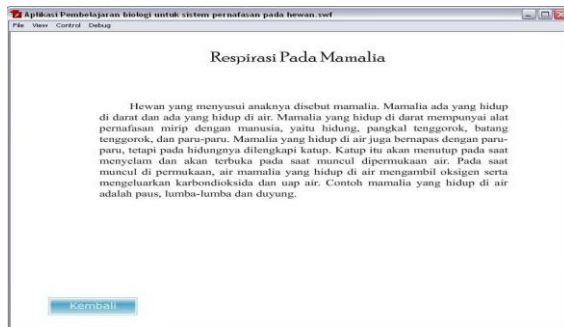 Aplikasi Pembelajaran biologi untuk sistem pernafasan pada hewan.swf
File View Control Debug
Respirasi Pada Mamalia
Hewan yang menyusui anaknya disebut mamalia. Mamalia ada yang hidup
di darat dan ada yang hidup di air. Mamalia yang hidup di darat mempunyai alat
pernafasan mirip dengan manusia, yaitu hidung, pangkal tenggorok, batang
tenggorok, dan paru-paru. Mamalia yang hidup di air juga bernapas dengan paru-
paru, tetapi pada hidungnya dilengkapi katup. Katup itu akan menutup pada saat
menyelam dan akan terbuka pada saat muncul dipermukaan air. Pada saat
muncul di permukaan, air mamalia yang hidup di air mengambil oksigen serta
mengeluarkan karbondioksida dan uap air. Contoh mamalia yang hidup di air
adalah paus, lumba-lumba dan duyung.
Kembali